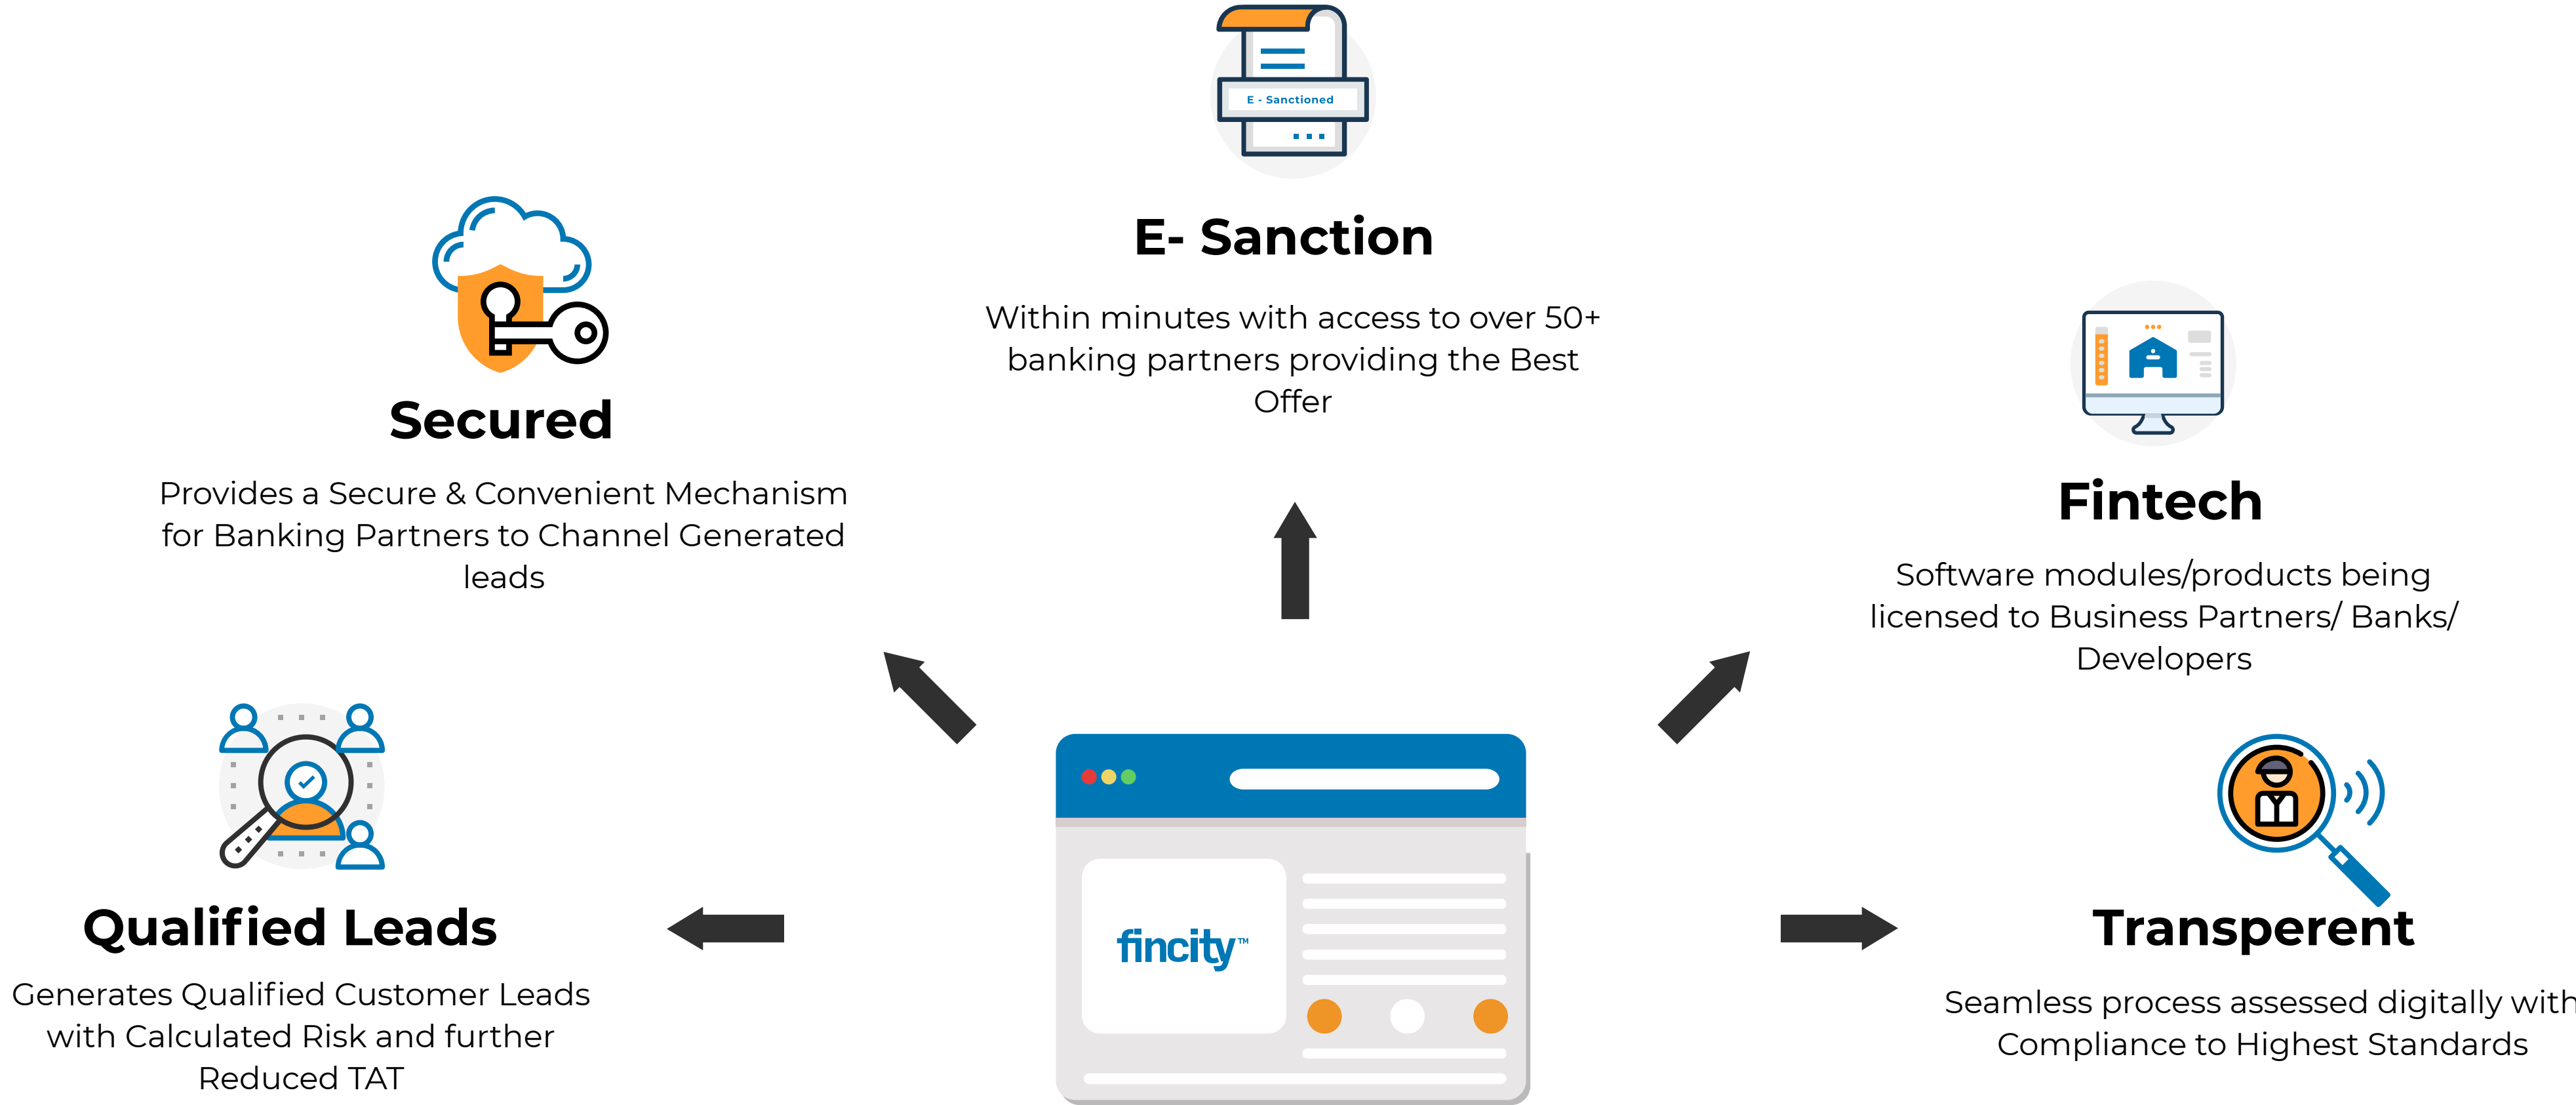 E - Sanctioned
E- Sanction
Within minutes with access to over 50+
banking partners providing the Best
Offer
Secured
Provides a Secure & Convenient Mechanism
for Banking Partners to Channel Generated
leads
Fintech
Software modules/products being
licensed to Business Partners/ Banks/
Developers
Qualified Leads
Generates Qualified Customer Leads
with Calculated Risk and further
Reduced TAT
fincity™
Transperent
Seamless process assessed digitally with
Compliance to Highest Standards